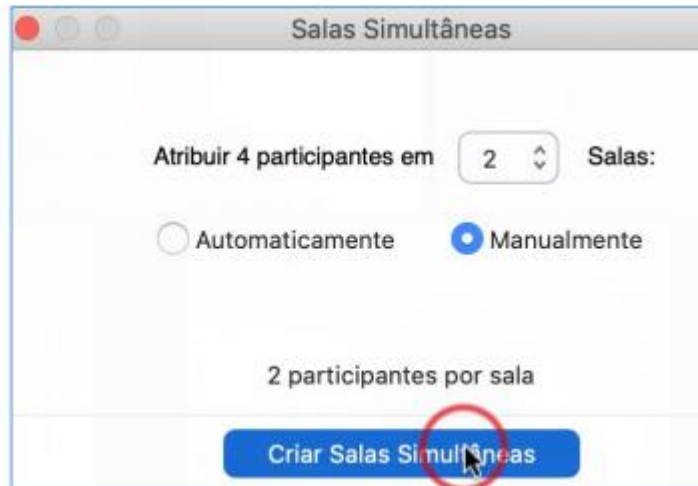 Salas Simultâneas
Atribuir 4 participantes em 2 Salas:
Automaticamente Manualmente
2 participantes por sala
Criar Salas Simultâneas